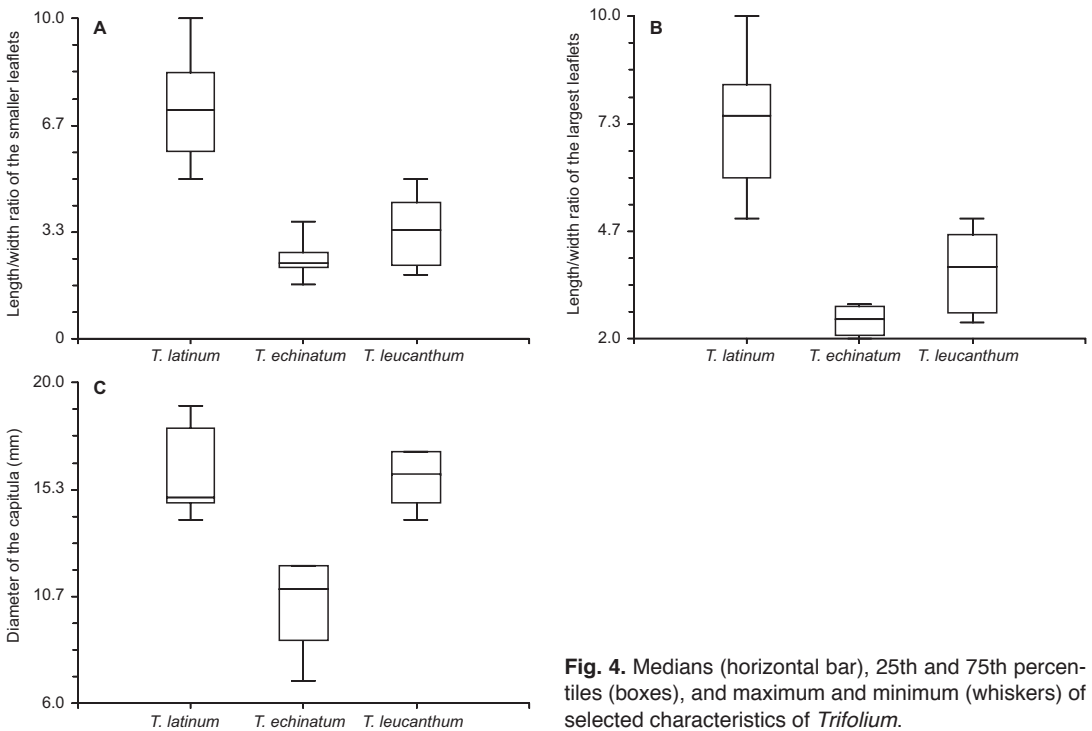 A
Length/width ratio of the smaller leaflets
10.0
6.7
3.3
0
T. latinum T. echinatum T. leucanthum
B
Length/width ratio of the largest leaflets
10.0
7.3
4.7
2.0
T. latinum T. echinatum T. leucanthum
C
Diameter of the capitula (mm)
20.0
15.3
10.7
6.0
T. latinum T. echinatum T. leucanthum
Fig. 4. Medians (horizontal bar), 25th and 75th percen-
tiles (boxes), and maximum and minimum (whiskers) of
selected characteristics of Trifolium.